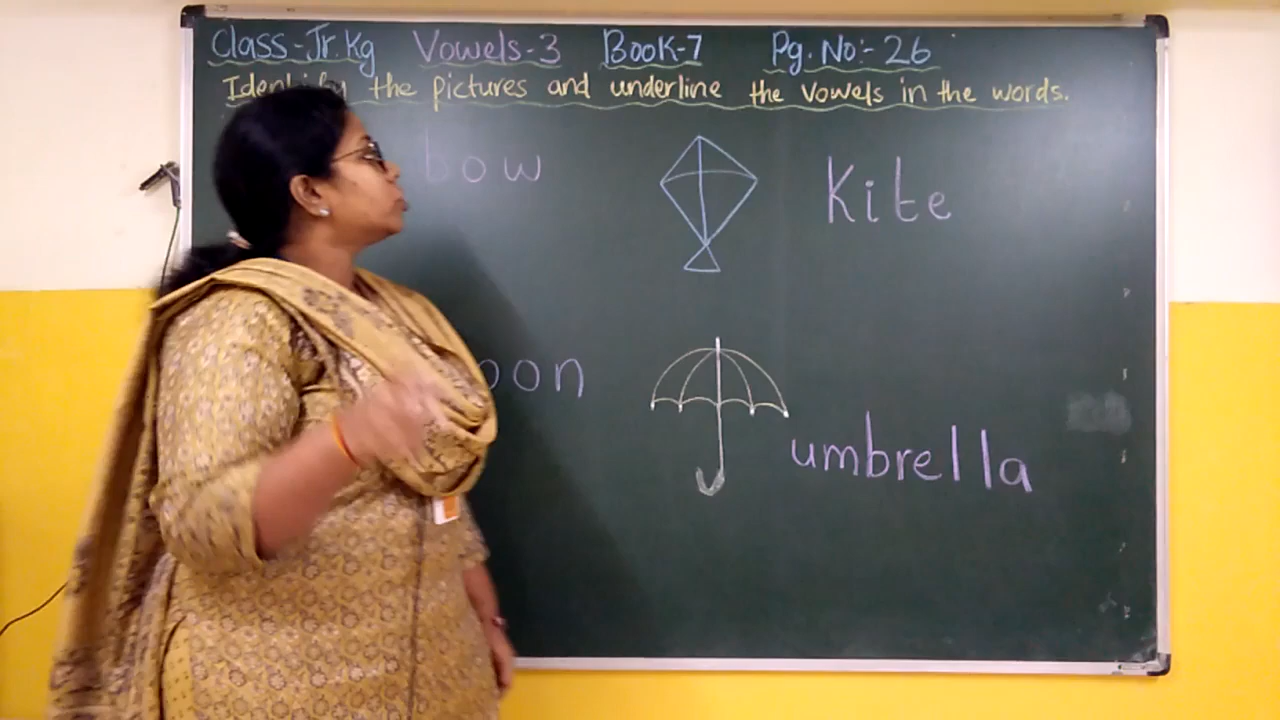 Class-Jr.Kg Vowels-3 Book-7 Pg.No:-26
Identify the pictures and underline the vowels in the words.
bow
Kite
umbrella